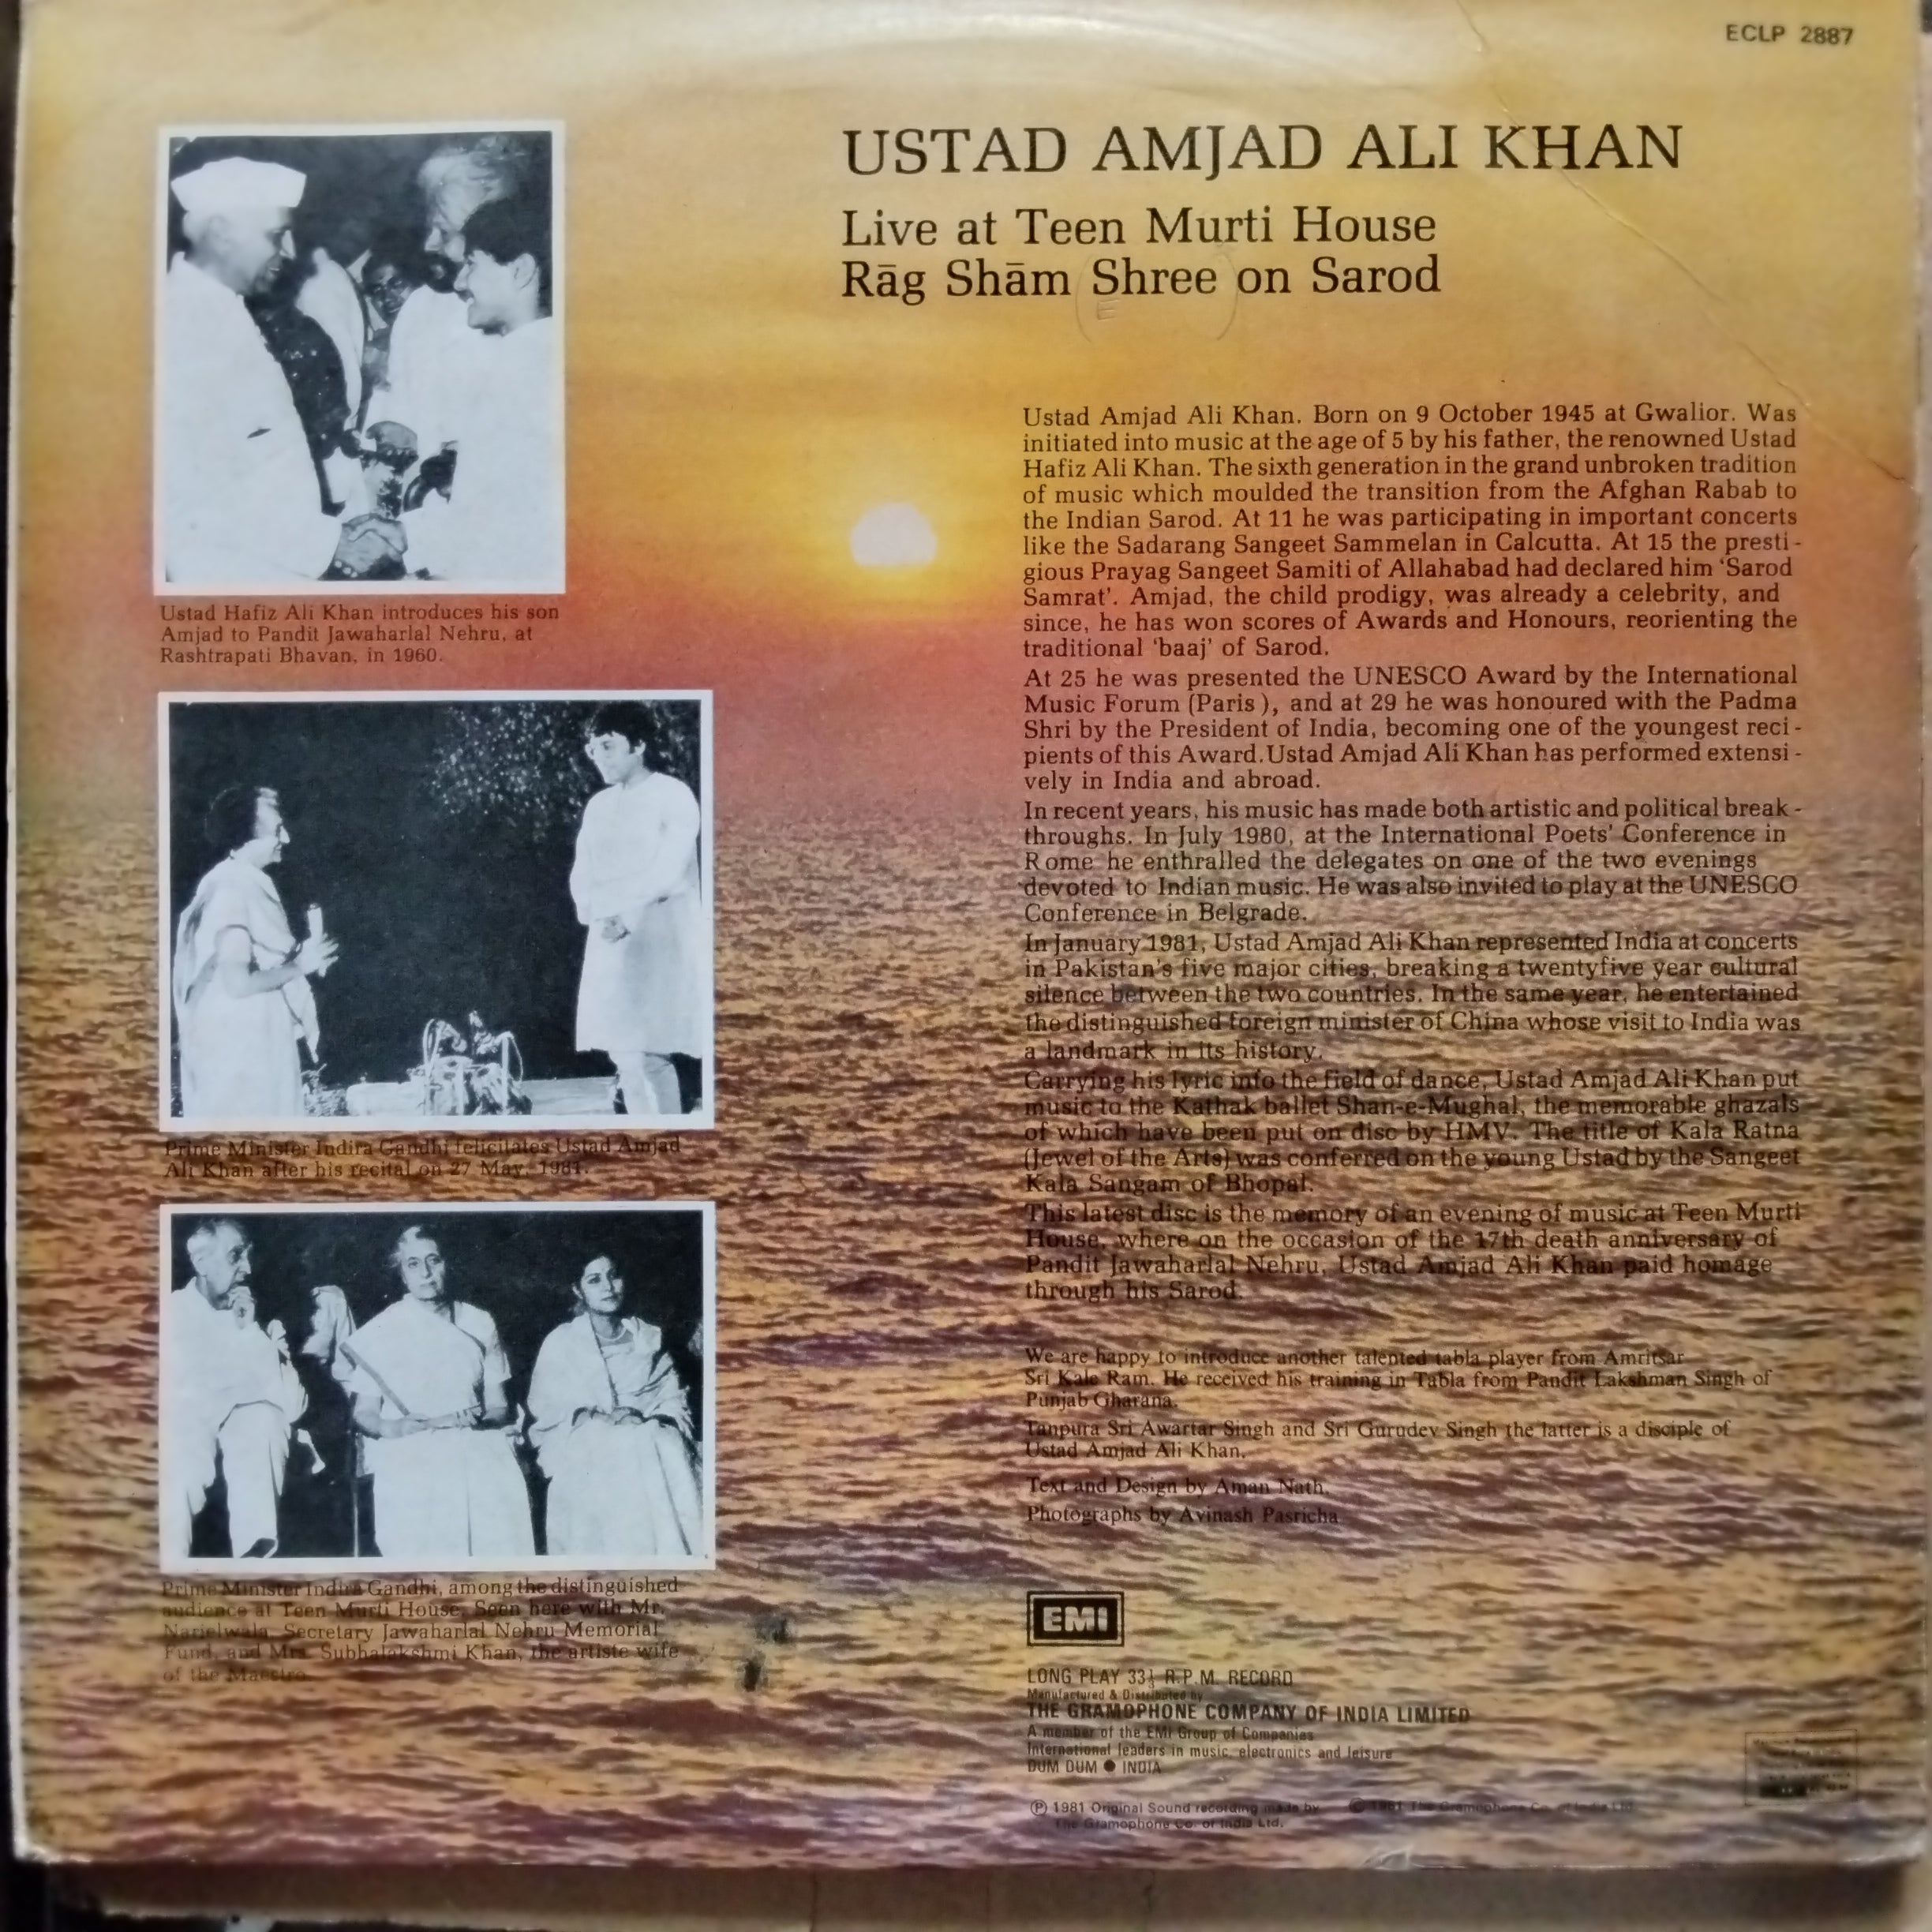 ECLP 2887
USTAD AMJAD ALI KHAN
Live at Teen Murti House
Rāg Shām Shree on Sarod
E
Ustad Hafiz Ali Khan introduces his son
Amjad to Pandit Jawaharlal Nehru, at
Rashtrapati Bhavan, in 1960.
Prime Minister Indira Gandhi felicitates Ustad Amjad
Ali Khan after his recital on 27 May, 1981.
Prime Minister Indira Gandhi, among the distinguished
audience at Teen Murti House. Seen here with Mr.
Narielwala, Secretary Jawaharlal Nehru Memorial
Fund, and Mrs. Subhalakshmi Khan, the artiste wife
of the Maestro.
Ustad Amjad Ali Khan. Born on 9 October 1945 at Gwalior. Was
initiated into music at the age of 5 by his father, the renowned Ustad
Hafiz Ali Khan. The sixth generation in the grand unbroken tradition
of music which moulded the transition from the Afghan Rabab to
the Indian Sarod. At 11 he was participating in important concerts
like the Sadarang Sangeet Sammelan in Calcutta. At 15 the presti-
gious Prayag Sangeet Samiti of Allahabad had declared him 'Sarod
Samrat'. Amjad, the child prodigy, was already a celebrity, and
since, he has won scores of Awards and Honours, reorienting the
traditional 'baaj' of Sarod.
At 25 he was presented the UNESCO Award by the International
Music Forum (Paris), and at 29 he was honoured with the Padma
Shri by the President of India, becoming one of the youngest reci-
pients of this Award. Ustad Amjad Ali Khan has performed extensi-
vely in India and abroad.
In recent years, his music has made both artistic and political break-
throughs. In July 1980, at the International Poets' Conference in
Rome he enthralled the delegates on one of the two evenings
devoted to Indian music. He was also invited to play at the UNESCO
Conference in Belgrade.
In January 1981, Ustad Amjad Ali Khan represented India at concerts
in Pakistan's five major cities, breaking a twentyfive year cultural
silence between the two countries. In the same year, he entertained
the distinguished foreign minister of China whose visit to India was
a landmark in its history.
Carrying his lyric into the field of dance, Ustad Amjad Ali Khan put
music to the Kathak ballet Shan-e-Mughal, the memorable ghazals
of which have been put on disc by HMV. The title of Kala Ratna
(Jewel of the Arts) was conferred on the young Ustad by the Sangeet
Kala Sangam of Bhopal.
This latest disc is the memory of an evening of music at Teen Murti
House, where on the occasion of the 17th death anniversary of
Pandit Jawaharlal Nehru, Ustad Amjad Ali Khan paid homage
through his Sarod.
We are happy to introduce another talented tabla player from Amritsar
Sri Kale Ram. He received his training in Tabla from Pandit Lakshman Singh of
Punjab Gharana.
Tanpura Sri Awartar Singh and Sri Gurudev Singh the latter is a disciple of
Ustad Amjad Ali Khan.
Text and Design by Aman Nath.
Photographs by Avinash Pasricha
EMI
LONG PLAY 33⅓ R.P.M. RECORD
Manufactured & Distributed by
THE GRAMOPHONE COMPANY OF INDIA LIMITED
A member of the EMI Group of Companies
International leaders in music, electronics and leisure
DUM DUM ● INDIA
Ⓟ 1981 Original Sound recording made by
The Gramophone Co. of India Ltd.
© 1981 The Gramophone Co. of India Ltd.